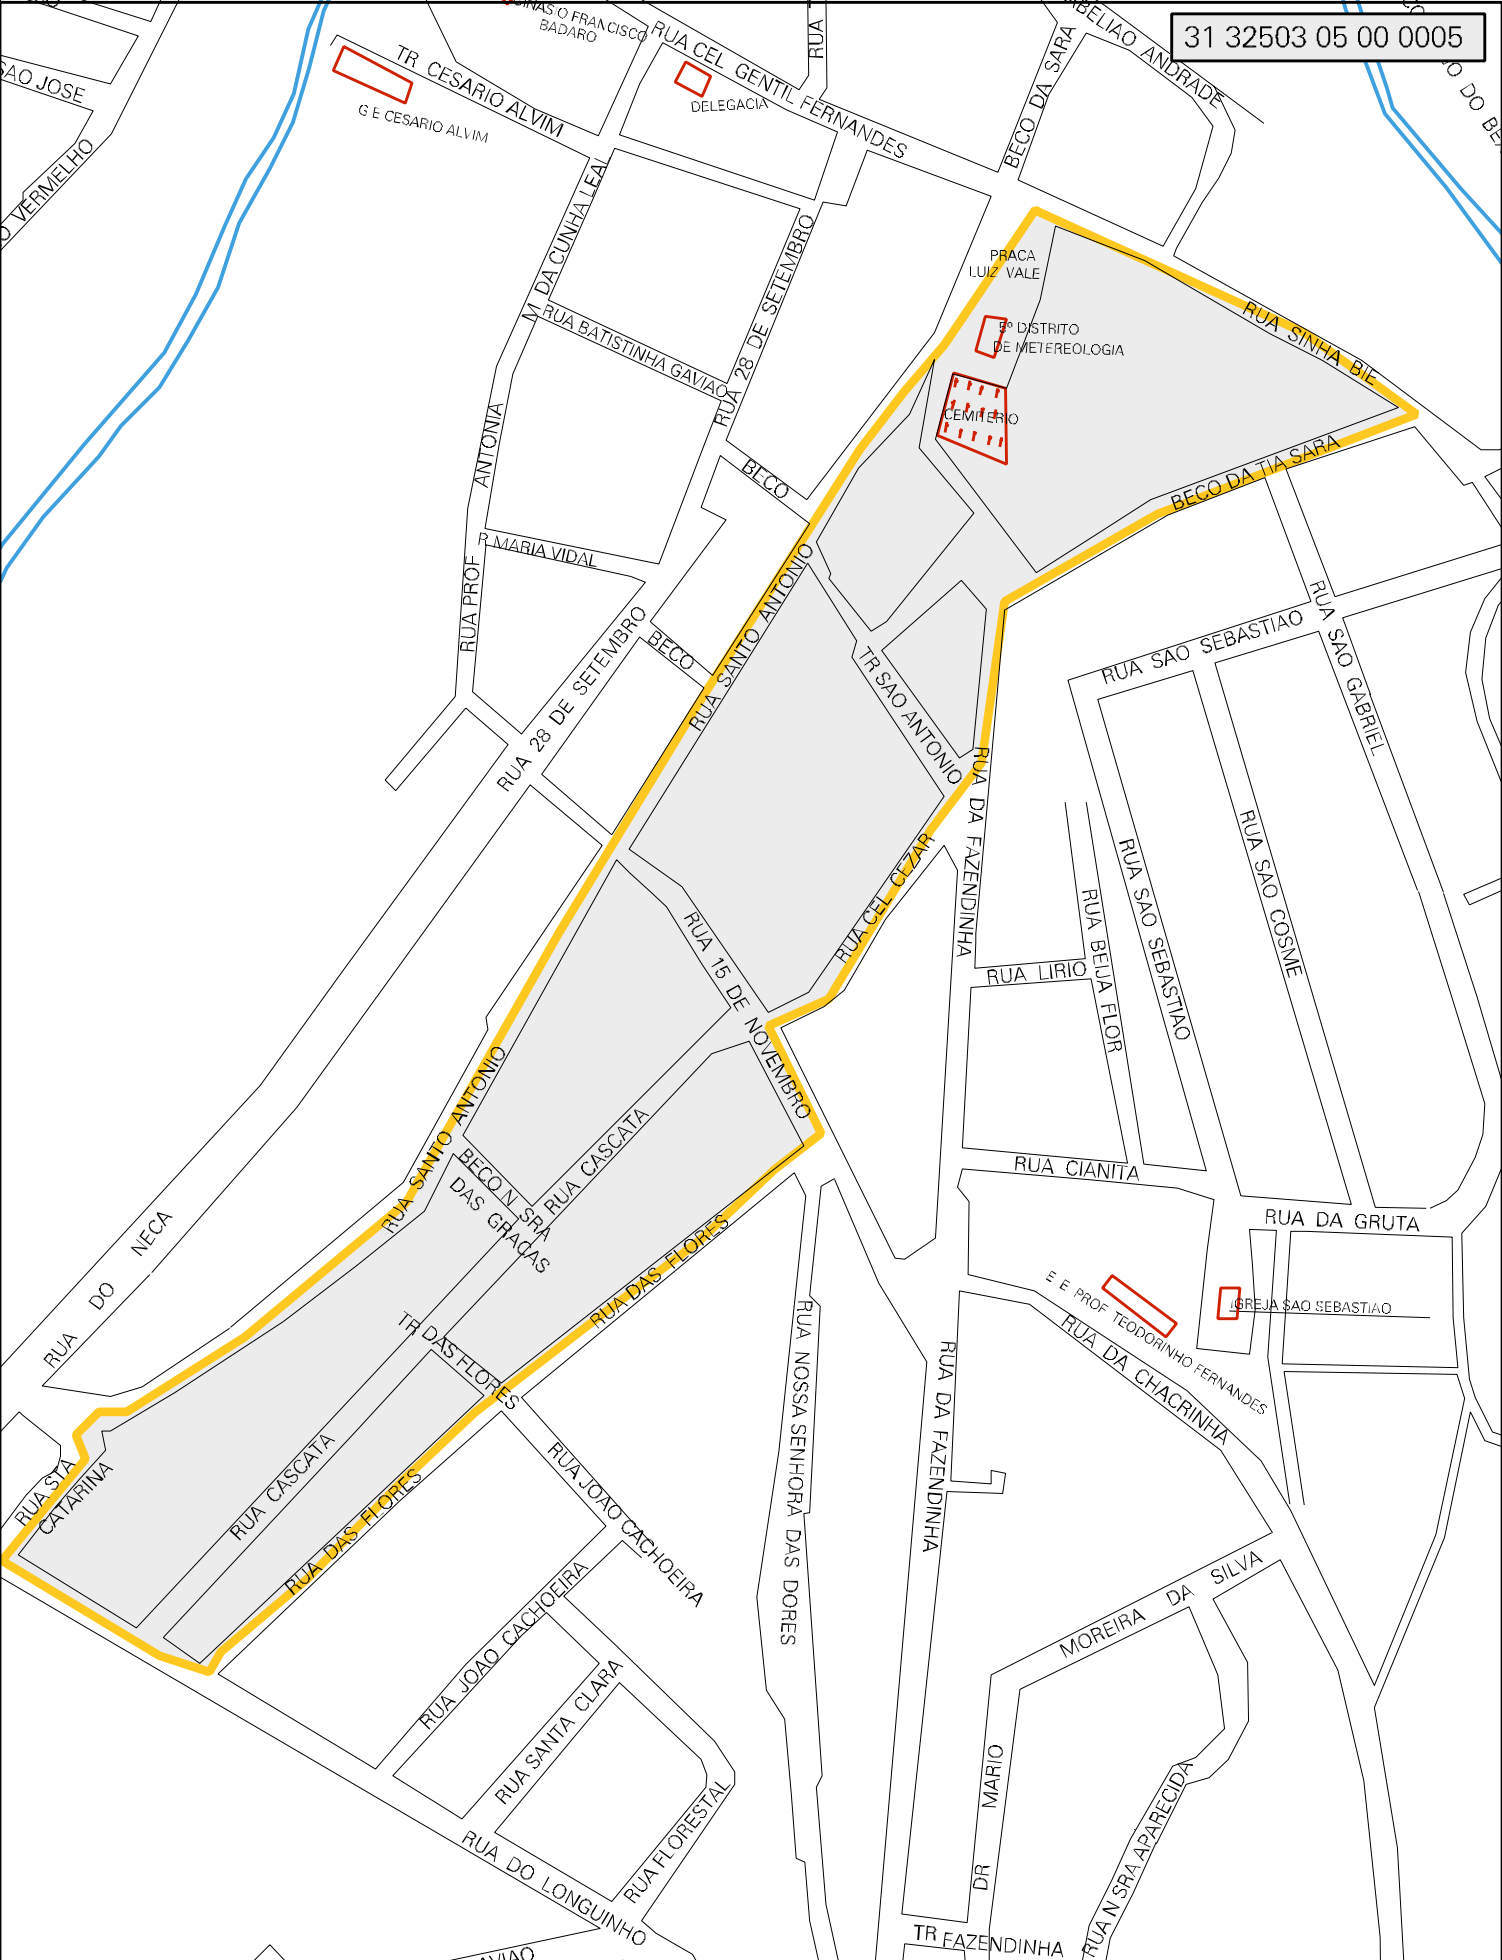 31 32503 05 00 0005
GINASIO FRANCISCO
BADARO
RUA CEL GENTIL FERNANDES
RUA
BECO DA SARA
ABELIAO ANDRADE
SAO JOSE
O VERMELHO
TR CESARIO ALVIM
G E CESARIO ALVIM
DELEGACIA
M DA CUNHA LEAL
RUA 28 DE SETEMBRO
RUA BATISTINHA GAVIAO
PRACA
LUIZ VALE
5º DISTRITO
DE METEREOLOGIA
CEMITERIO
RUA SINHA BIE
BECO DA TIA SARA
ANTONIA
RUA PROF
R MARIA VIDAL
BECO
BECO
RUA 28 DE SETEMBRO
RUA SANTO ANTONIO
TR SAO ANTONIO
RUA SAO SEBASTIAO
RUA SAO GABRIEL
RUA DA FAZENDINHA
RUA CEL CEZAR
RUA SAO COSME
RUA SAO SEBASTIAO
RUA BEIJA FLOR
RUA LIRIO
RUA 15 DE NOVEMBRO
RUA SANTO ANTONIO
RUA CASCATA
BECO N SRA
DAS GRACAS
RUA CIANITA
RUA DA GRUTA
RUA DO NECA
RUA DAS FLORES
TR DAS FLORES
E E PROF TEODORINHO FERNANDES
IGREJA SAO SEBASTIAO
RUA DA CHACRINHA
RUA NOSSA SENHORA DAS DORES
RUA DA FAZENDINHA
RUA STA
CATARINA
RUA CASCATA
RUA DAS FLORES
RUA JOAO CACHOEIRA
RUA JOAO CACHOEIRA
RUA SANTA CLARA
RUA FLORESTAL
RUA DO LONGUINHO
MOREIRA DA SILVA
DR MARIO
RUA N SRA APARECIDA
TR FAZENDINHA